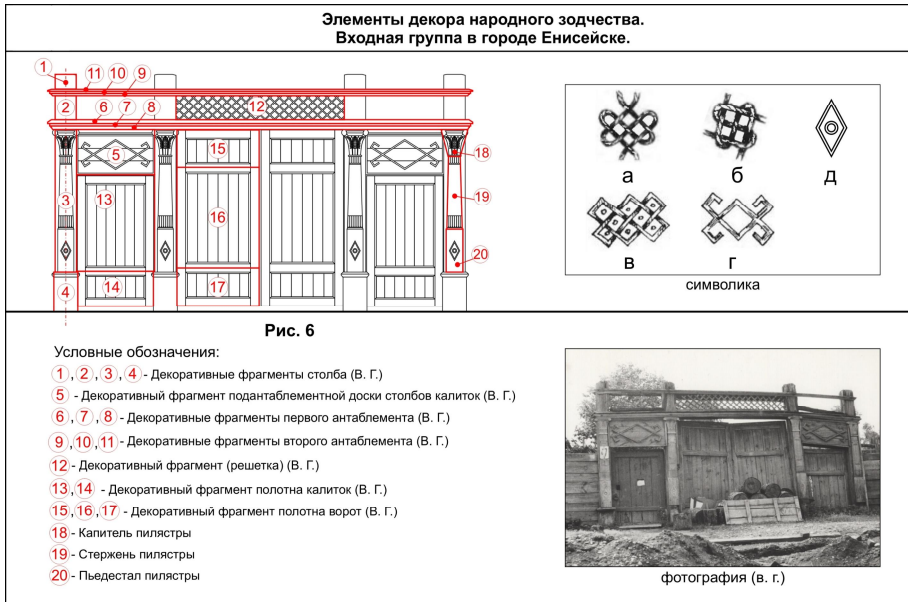 Элементы декора народного зодчества.
Входная группа в городе Енисейске.
1 11 10 9
2 6 7 8 12
5 15 18
3 13 16 19
20
4 14 17
а б д
в г
символика
Рис. 6
Условные обозначения:
1, 2, 3, 4 - Декоративные фрагменты столба (В. Г.)
5 - Декоративный фрагмент подантаблементной доски столбов калиток (В. Г.)
6, 7, 8 - Декоративные фрагменты первого антаблемента (В. Г.)
9, 10, 11 - Декоративные фрагменты второго антаблемента (В. Г.)
12 - Декоративный фрагмент (решетка) (В. Г.)
13, 14 - Декоративный фрагмент полотна калиток (В. Г.)
15, 16, 17 - Декоративный фрагмент полотна ворот (В. Г.)
18 - Капитель пилястры
19 - Стержень пилястры
20 - Пьедестал пилястры
фотография (в. г.)